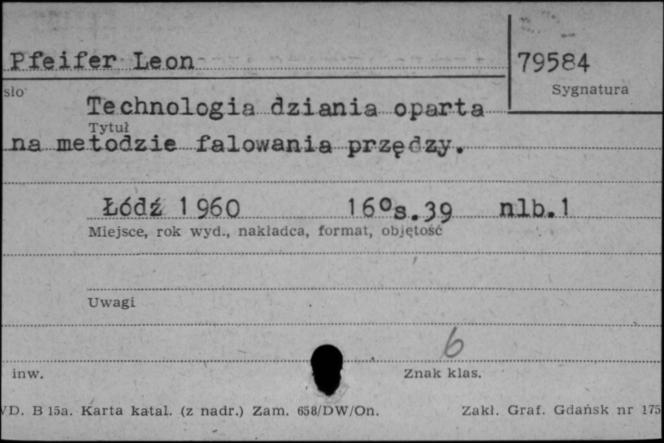 Pfeifer Leon
79584
Sygnatura
sło
Technologia dziania oparta
Tytuł
na metodzie falowania przędzy.
Łódź 1960 16°s.39 nlb.1
Miejsce, rok wyd., nakładca, format, objętość
Uwagi
6
inw.
Znak klas.
VD. B 15a. Karta katal. (z nadr.) Zam. 658/DW/On. Zakł. Graf. Gdańsk nr 175